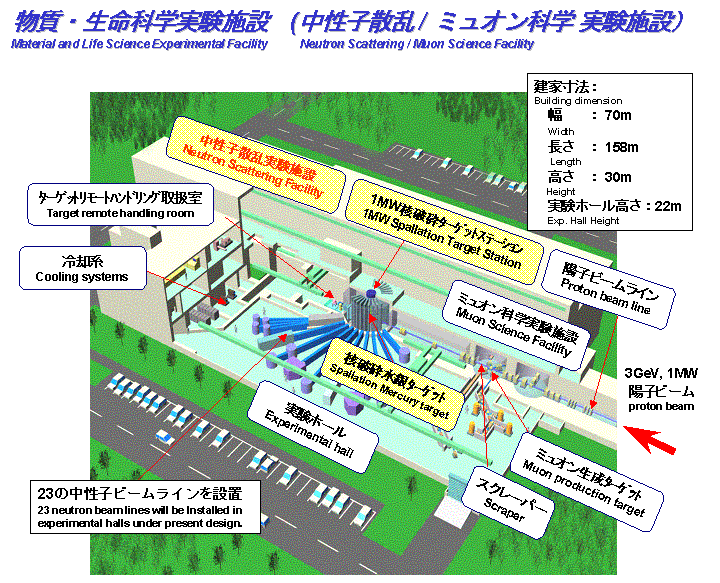 物質・生命科学実験施設 （中性子散乱 / ミュオン科学 実験施設）
Material and Life Science Experimental Facility Neutron Scattering / Muon Science Facility
建家寸法：
Building dimension
幅 ： 70m
Width
長さ ： 158m
Length
高さ ： 30m
Height
実験ホール高さ：22m
Exp. Hall Height
中性子散乱実験施設
Neutron Scattering Facility
ターゲットリモートハンドリング取扱室
Target remote handling room
1MW核破砕ターゲットステーション
1MW Spallation Target Station
冷却系
Cooling systems
陽子ビームライン
Proton beam line
ミュオン科学実験施設
Muon Science Facility
核破砕水銀ターゲット
Spallation Mercury target
3GeV, 1MW
陽子ビーム
proton beam
実験ホール
Experimental hall
ミュオン生成ターゲット
Muon production target
スクレーパー
Scraper
23の中性子ビームラインを設置
23 neutron beam lines will be Installed in
experimental halls under present design.